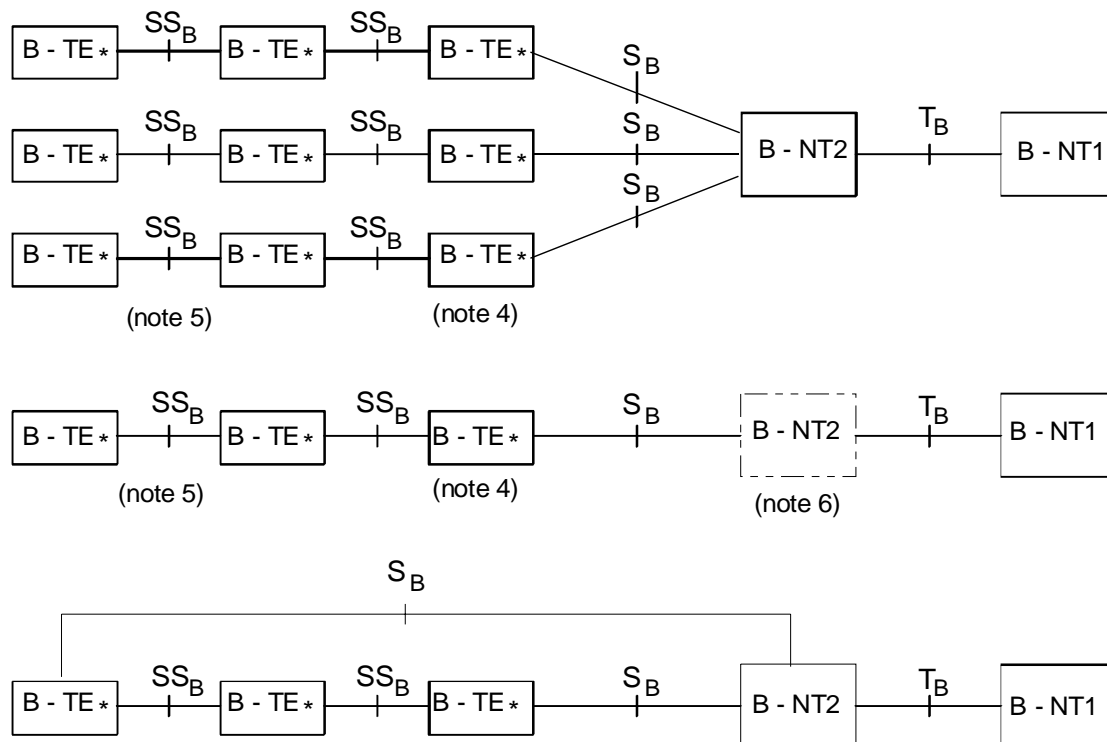 SS_B SS_B
B - TE* B - TE* B - TE*
S_B
SS_B SS_B S_B T_B
B - TE* B - TE* B - TE* B - NT2 B - NT1
SS_B SS_B S_B
B - TE* B - TE* B - TE*
(note 5) (note 4)
SS_B SS_B S_B T_B
B - TE* B - TE* B - TE* B - NT2 B - NT1
(note 5) (note 4) (note 6)
S_B
SS_B SS_B S_B T_B
B - TE* B - TE* B - TE* B - NT2 B - NT1